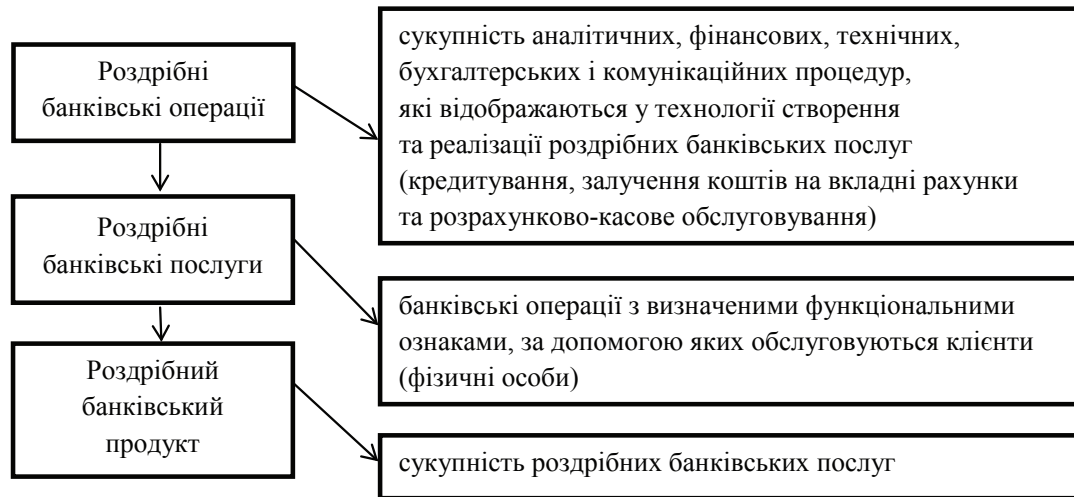 Роздрібні
банківські операції
сукупність аналітичних, фінансових, технічних,
бухгалтерських і комунікаційних процедур,
які відображаються у технології створення
та реалізації роздрібних банківських послуг
(кредитування, залучення коштів на вкладні рахунки
та розрахунково-касове обслуговування)
Роздрібні
банківські послуги
банківські операції з визначеними функціональними
ознаками, за допомогою яких обслуговуються клієнти
(фізичні особи)
Роздрібний
банківський
продукт
сукупність роздрібних банківських послуг